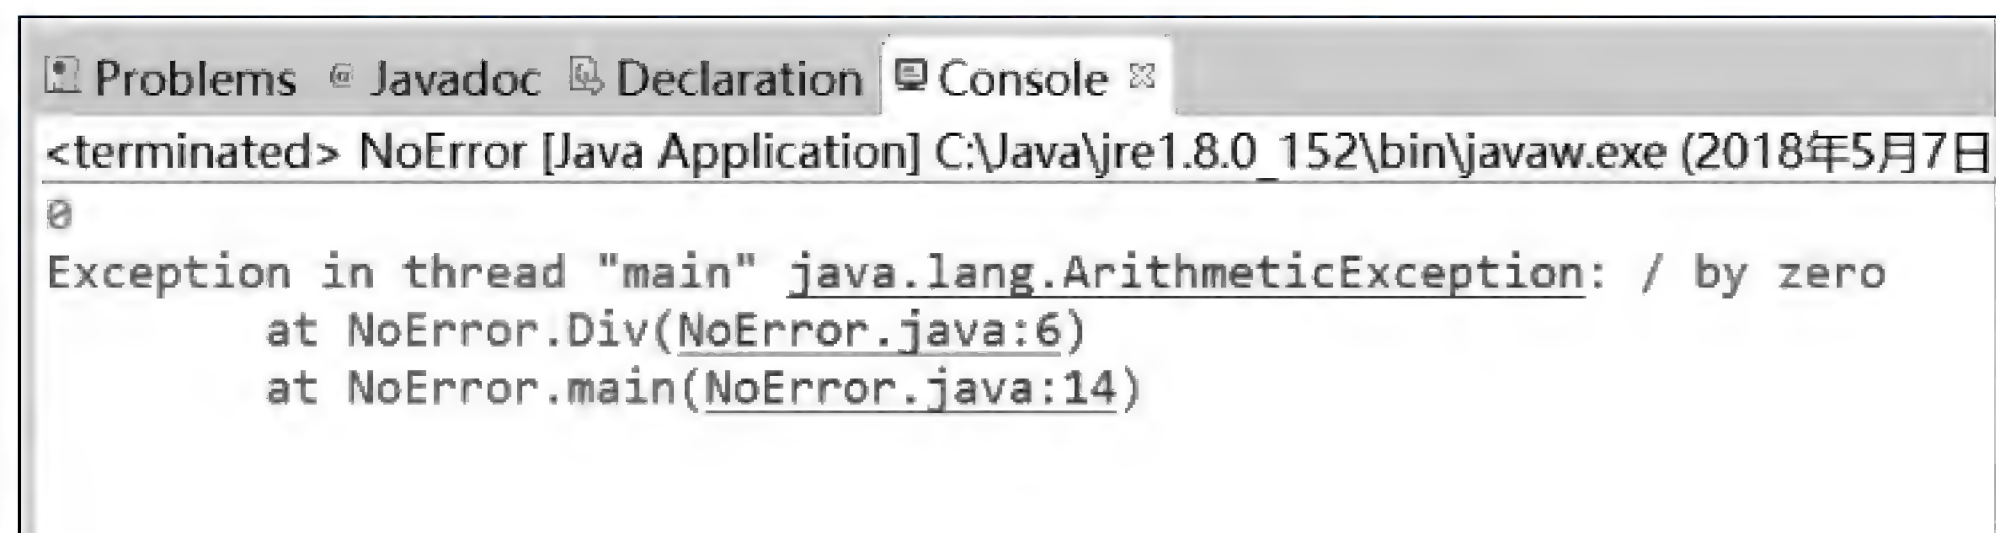 Problems @ Javadoc Declaration Console
<terminated> NoError [Java Application] C:\Java\jre1.8.0_152\bin\javaw.exe (2018年5月7日
0
Exception in thread "main" java.lang.ArithmeticException: / by zero
at NoError.Div(NoError.java:6)
at NoError.main(NoError.java:14)